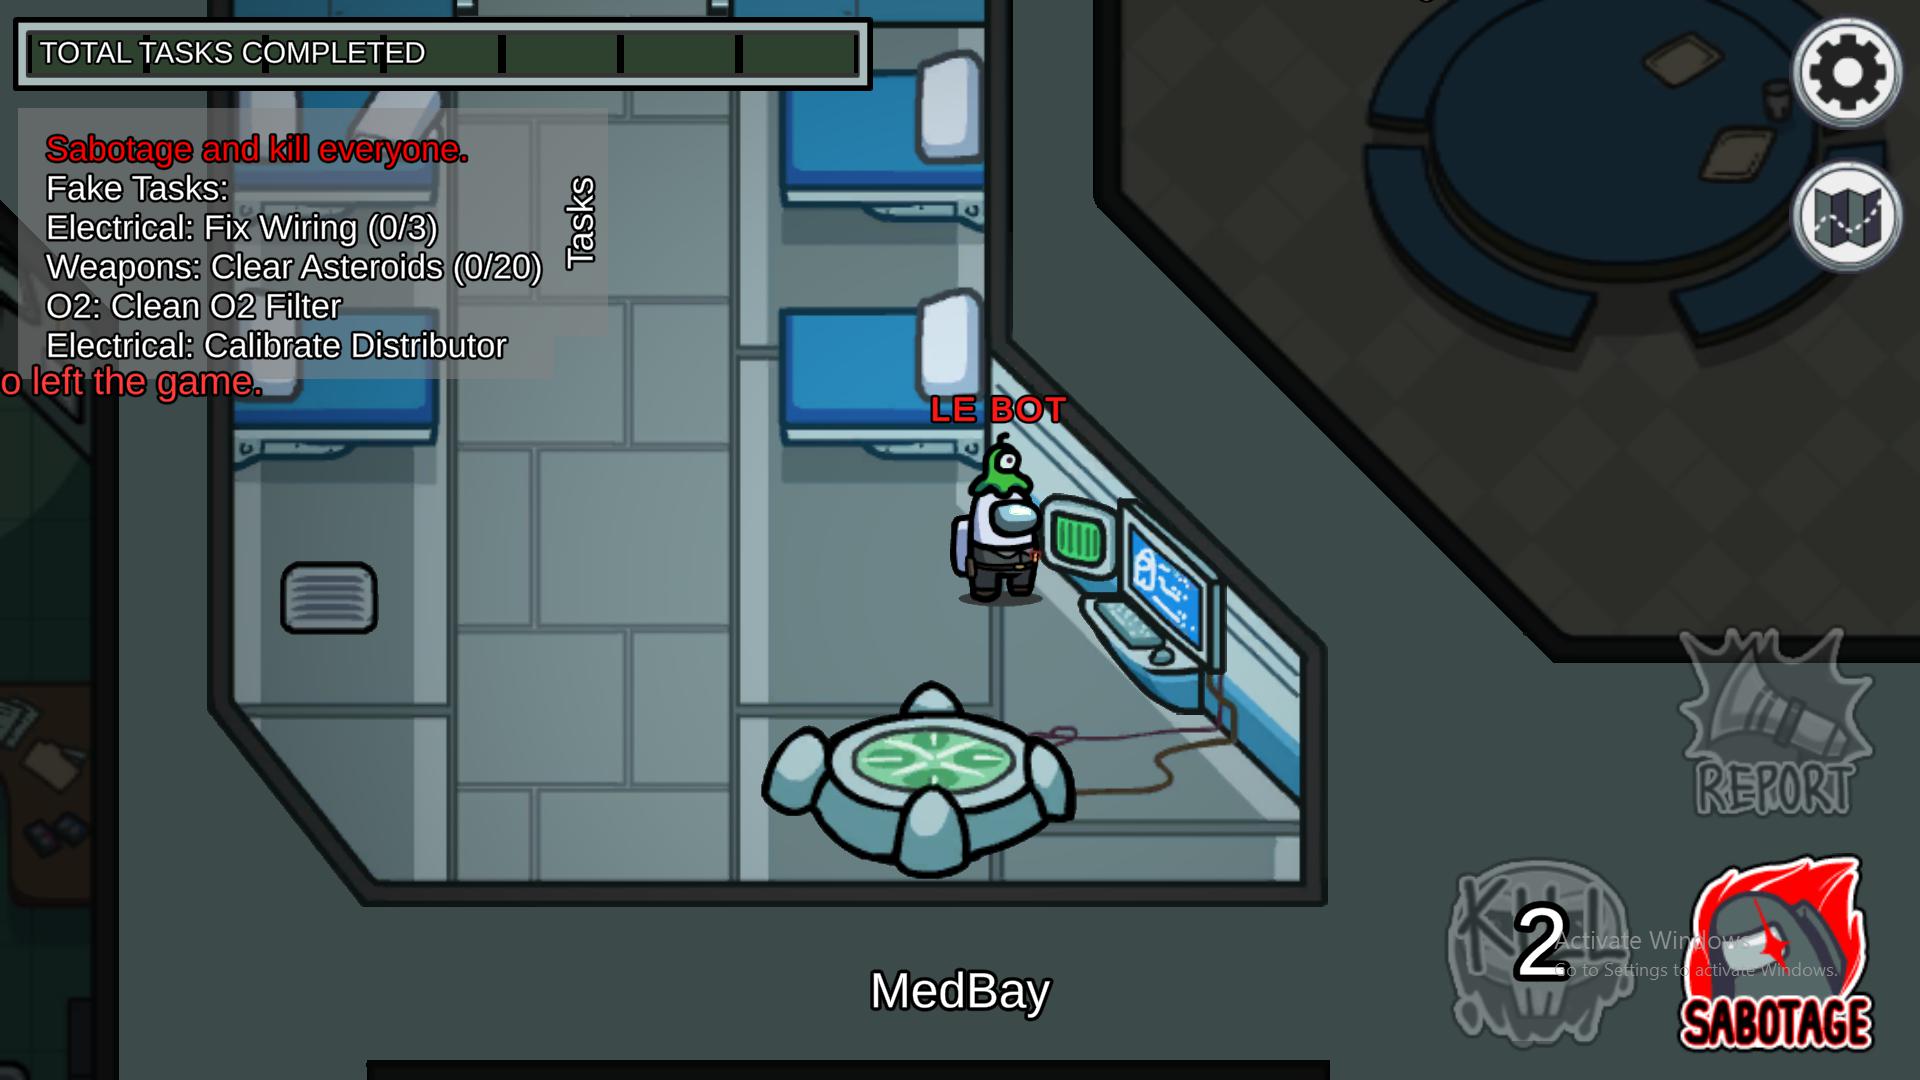 TOTAL TASKS COMPLETED
Sabotage and kill everyone.
Fake Tasks:
Electrical: Fix Wiring (0/3)
Weapons: Clear Asteroids (0/20)
O2: Clean O2 Filter
Electrical: Calibrate Distributor
Tasks
o left the game.
LE BOT
REPORT
KILL
2
Activate Windows
Go to Settings to activate Windows.
SABOTAGE
MedBay